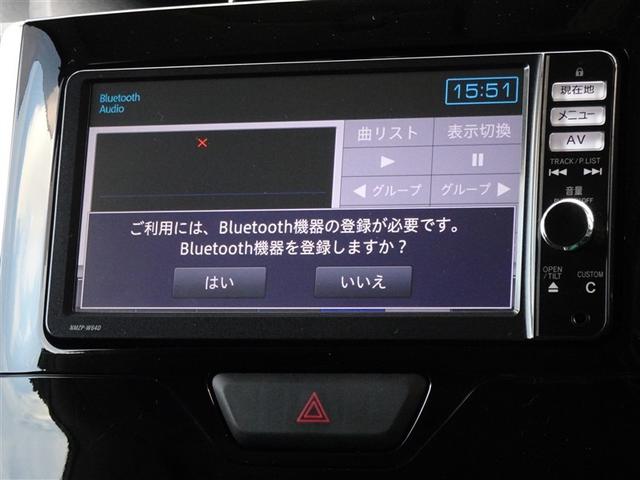 Bluetooth
Audio
15:51
曲リスト
表示切換
◀ グループ
グループ ▶
ご利用には、Bluetooth機器の登録が必要です。
Bluetooth機器を登録しますか？
はい
いいえ
現在地
メニュー
AV
TRACK/P.LIST
音量
OPEN
/TILT
CUSTOM
C
NMZP-W64D